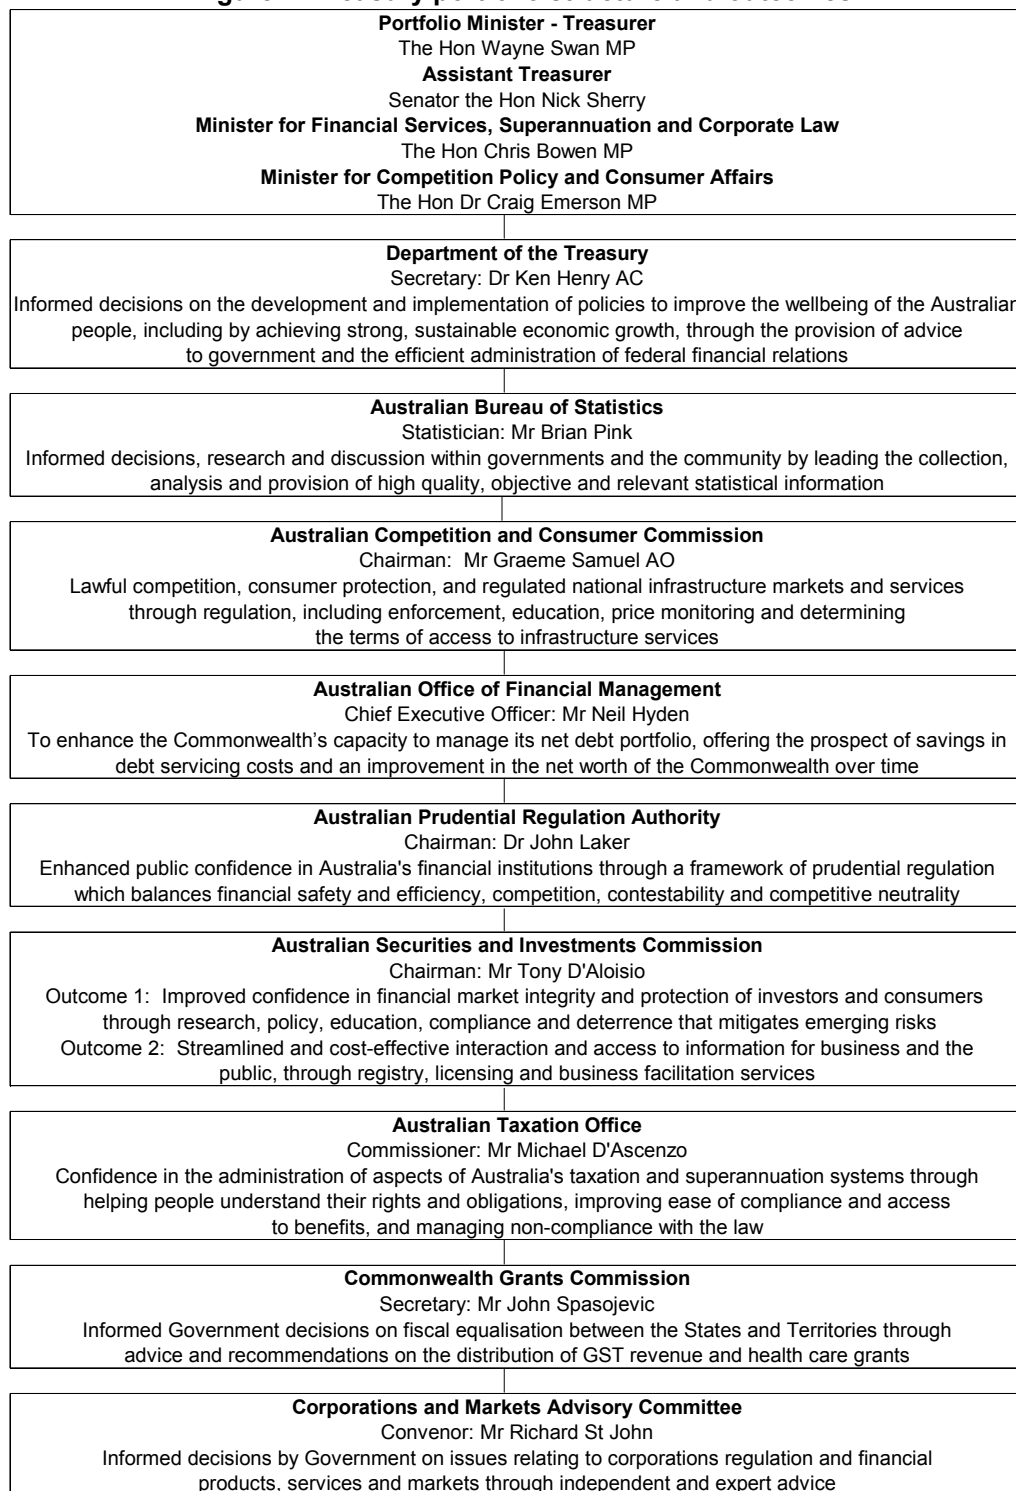 Treasury portfolio structure and outcomes
Portfolio Minister - Treasurer
The Hon Wayne Swan MP
Assistant Treasurer
Senator the Hon Nick Sherry
Minister for Financial Services, Superannuation and Corporate Law
The Hon Chris Bowen MP
Minister for Competition Policy and Consumer Affairs
The Hon Dr Craig Emerson MP
Department of the Treasury
Secretary: Dr Ken Henry AC
Informed decisions on the development and implementation of policies to improve the wellbeing of the Australian
people, including by achieving strong, sustainable economic growth, through the provision of advice
to government and the efficient administration of federal financial relations
Australian Bureau of Statistics
Statistician: Mr Brian Pink
Informed decisions, research and discussion within governments and the community by leading the collection,
analysis and provision of high quality, objective and relevant statistical information
Australian Competition and Consumer Commission
Chairman: Mr Graeme Samuel AO
Lawful competition, consumer protection, and regulated national infrastructure markets and services
through regulation, including enforcement, education, price monitoring and determining
the terms of access to infrastructure services
Australian Office of Financial Management
Chief Executive Officer: Mr Neil Hyden
To enhance the Commonwealth's capacity to manage its net debt portfolio, offering the prospect of savings in
debt servicing costs and an improvement in the net worth of the Commonwealth over time
Australian Prudential Regulation Authority
Chairman: Dr John Laker
Enhanced public confidence in Australia's financial institutions through a framework of prudential regulation
which balances financial safety and efficiency, competition, contestability and competitive neutrality
Australian Securities and Investments Commission
Chairman: Mr Tony D'Aloisio
Outcome 1: Improved confidence in financial market integrity and protection of investors and consumers
through research, policy, education, compliance and deterrence that mitigates emerging risks
Outcome 2: Streamlined and cost-effective interaction and access to information for business and the
public, through registry, licensing and business facilitation services
Australian Taxation Office
Commissioner: Mr Michael D'Ascenzo
Confidence in the administration of aspects of Australia's taxation and superannuation systems through
helping people understand their rights and obligations, improving ease of compliance and access
to benefits, and managing non-compliance with the law
Commonwealth Grants Commission
Secretary: Mr John Spasojevic
Informed Government decisions on fiscal equalisation between the States and Territories through
advice and recommendations on the distribution of GST revenue and health care grants
Corporations and Markets Advisory Committee
Convenor: Mr Richard St John
Informed decisions by Government on issues relating to corporations regulation and financial
products, services and markets through independent and expert advice